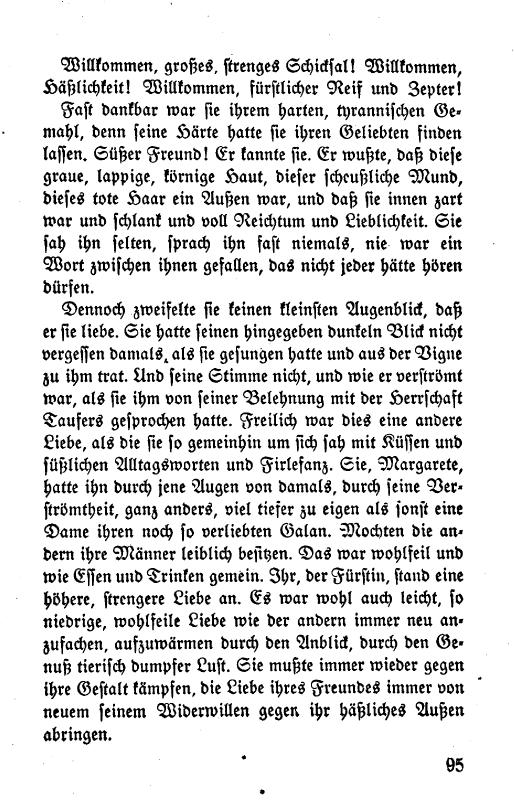 Willkommen, großes, strenges Schicksal! Willkommen,
Häßlichkeit! Willkommen, fürstlicher Reif und Zepter!
Fast dankbar war sie ihrem harten, tyrannischen Ge-
mahl, denn seine Härte hatte sie ihren Geliebten finden
lassen. Süßer Freund! Er kannte sie. Er wußte, daß diese
graue, lappige, körnige Haut, dieser scheußliche Mund,
dieses tote Haar ein Außen war, und daß sie innen zart
war und schlank und voll Reichtum und Lieblichkeit. Sie
sah ihn selten, sprach ihn fast niemals, nie war ein
Wort zwischen ihnen gefallen, das nicht jeder hätte hören
dürfen.
Dennoch zweifelte sie keinen kleinsten Augenblick, daß
er sie liebe. Sie hatte seinen hingegeben dunkeln Blick nicht
vergessen damals, als sie gesungen hatte und aus der Vigne
zu ihm trat. Und seine Stimme nicht, und wie er verströmt
war, als sie ihm von seiner Belehnung mit der Herrschaft
Taufers gesprochen hatte. Freilich war dies eine andere
Liebe, als die sie so gemeinhin um sich sah mit Küssen und
süßlichen Alltagsworten und Firlefanz. Sie, Margarete,
hatte ihn durch jene Augen von damals, durch seine Ver-
strömtheit, ganz anders, viel tiefer zu eigen als sonst eine
Dame ihren noch so verliebten Galan. Mochten die an-
dern ihre Männer leiblich besitzen. Das war wohlfeil und
wie Essen und Trinken gemein. Ihr, der Fürstin, stand eine
höhere, strengere Liebe an. Es war wohl auch leicht, so
niedrige, wohlfeile Liebe wie der andern immer neu an-
zufachen, aufzuwärmen durch den Anblick, durch den Ge-
nuß tierisch dumpfer Lust. Sie mußte immer wieder gegen
ihre Gestalt kämpfen, die Liebe ihres Freundes immer von
neuem seinem Widerwillen gegen ihr häßliches Außen
abringen.
95